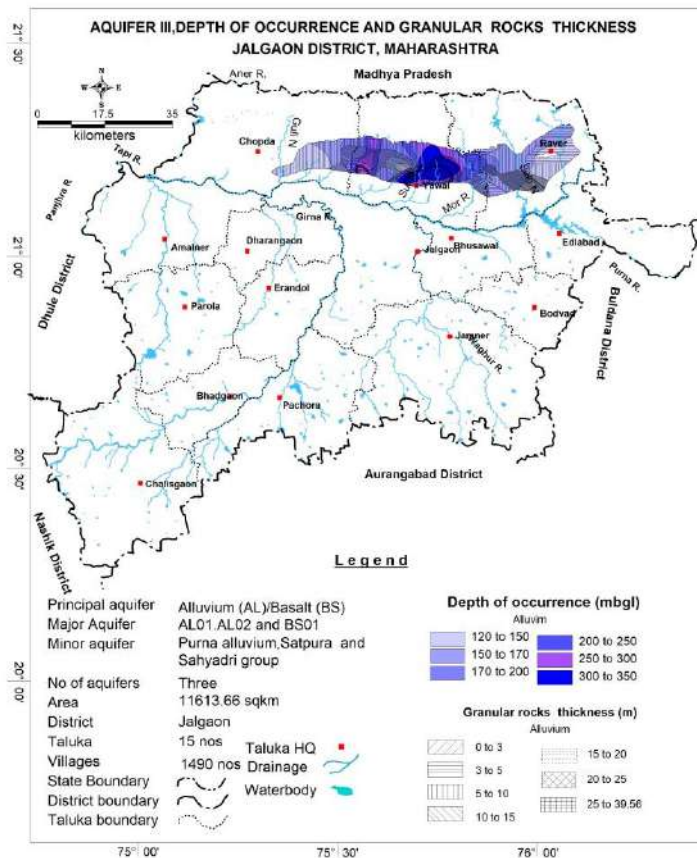 AQUIFER III,DEPTH OF OCCURRENCE AND GRANULAR ROCKS THICKNESS
JALGAON DISTRICT, MAHARASHTRA
21° 30'
Aner R.
Madhya Pradesh
N
W E
S
0 17.5 35
kilometers
Guli N
Chopda
Raver
Tapi R.
Yawal
Panjhra R
Mor R.
Girna R.
Amalner
Dharangaon
Bhusawal
Jalgaon
Edlabad
21° 00'
Purna R.
Dhule District
Erandol
Parola
Bodvad
Buldana District
Jamner
Waghur R.
Bhadgaon
Pachora
20° 30'
Aurangabad District
Chalisgaon
Nashik District
Legend
Principal aquifer Alluvium (AL)/Basalt (BS)
Major Aquifer AL01.AL02 and BS01
Minor aquifer Purna alluvium,Satpura and
Sahyadri group
No of aquifers Three
Area 11613.66 sqkm
District Jalgaon
Taluka 15 nos
Villages 1490 nos
State Boundary
District boundary
Taluka boundary
Taluka HQ
Drainage
Waterbody
Depth of occurrence (mbgl)
Alluvim
120 to 150 200 to 250
150 to 170 250 to 300
170 to 200 300 to 350
Granular rocks thickness (m)
Alluvium
0 to 3 15 to 20
3 to 5 20 to 25
5 to 10 25 to 39.56
10 to 15
20° 00'
75° 00' 75° 30' 76° 00'